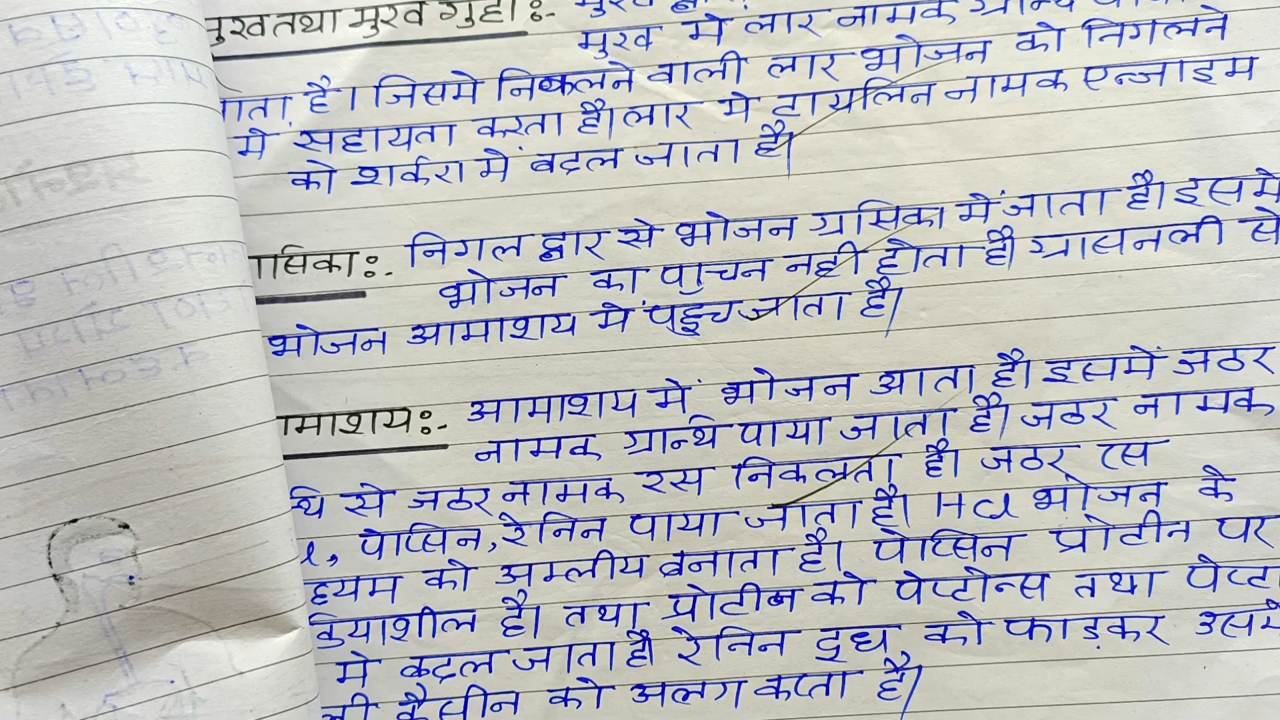 मुखतथा मुख गुहा:-
मुख में लार नामक ग्रन्थि
है। जिसमे निकलने वाली लार भोजन को निगलने
में सहायता करता है। लार मे टायलिन नामक एन्जाइम
को शर्करा में बदल जाता है।
ासिका:- निगल द्वार से भोजन ग्रसिका में जाता है। इसमे
भोजन का पाचन नही होता है ग्रासनली से
भोजन आमाशय में पहुच जाता है।
माशय:- आमाशय में भोजन आता है। इसमें जठर
नामक ग्रन्थि पाया जाता है। जठर नामक
थि से जठर नामक रस निकलता है। जठर रस
पेप्सिन, रेनिन पाया जाता है। HCl भोजन के
ध्यम को अम्लीय बनाता है। पेप्सिन प्रोटीन पर
क्रियाशील है। तथा प्रोटीन को पेप्टोन्स तथा पेप्टा
मे बदल जाता है। रेनिन दुध को फाड़कर उसमे
कैसीन को अलग करता है।